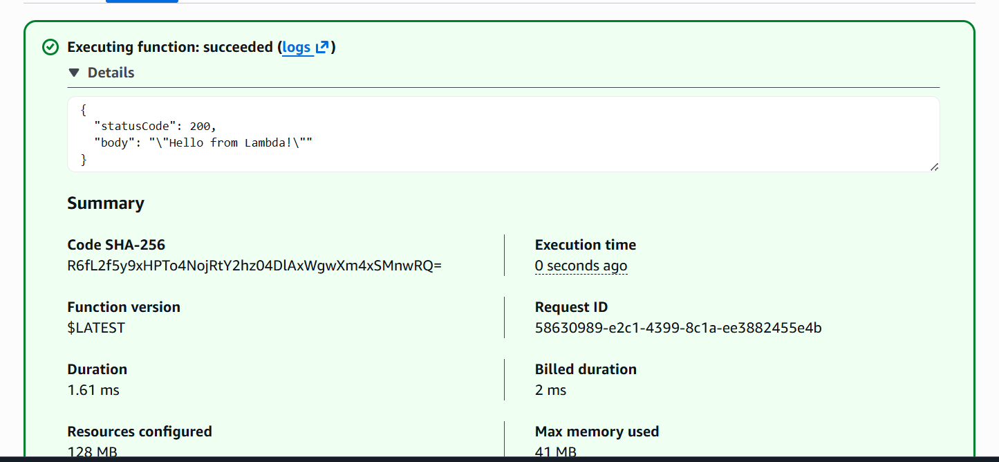 Executing function: succeeded (logs)
Details
{
  "statusCode": 200,
  "body": "\"Hello from Lambda!\""
}
Summary
Code SHA-256
R6fL2f5y9xHPTo4NojRtY2hz04DlAxWgwXm4xSMnwRQ=
Execution time
0 seconds ago
Function version
$LATEST
Request ID
58630989-e2c1-4399-8c1a-ee3882455e4b
Duration
1.61 ms
Billed duration
2 ms
Resources configured
128 MB
Max memory used
41 MB